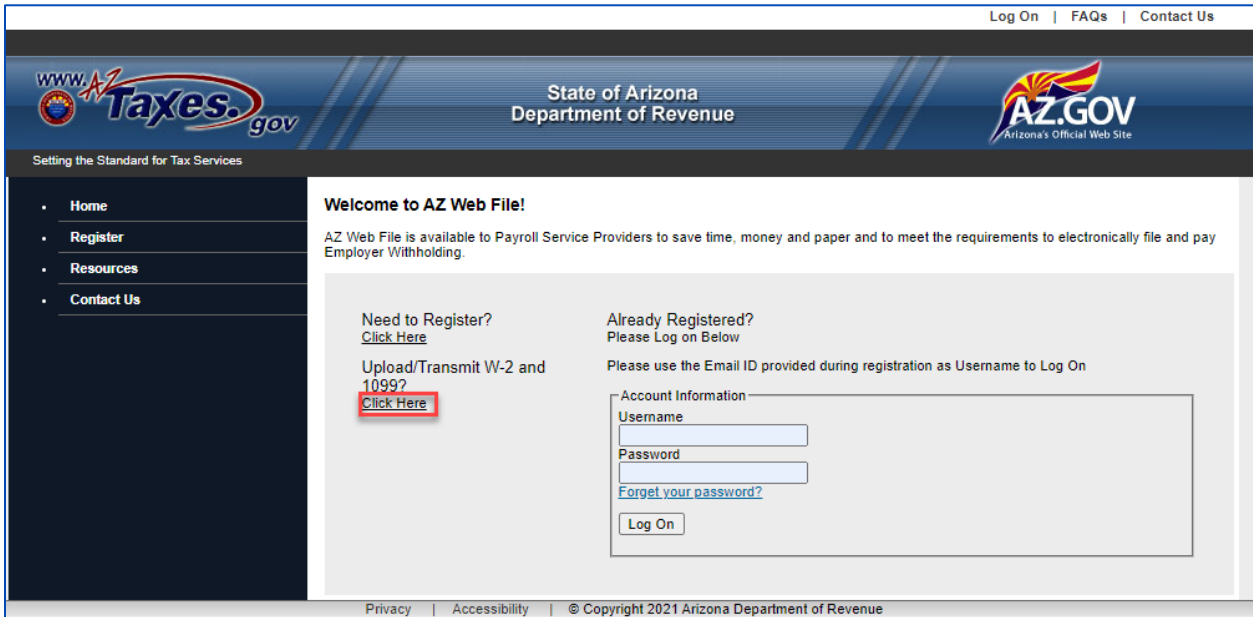 Log On | FAQs | Contact Us
www.AZTaxes.gov
State of Arizona
Department of Revenue
AZ.GOV
Arizona's Official Web Site
Setting the Standard for Tax Services
Home
Register
Resources
Contact Us
Welcome to AZ Web File!
AZ Web File is available to Payroll Service Providers to save time, money and paper and to meet the requirements to electronically file and pay
Employer Withholding.
Need to Register?
Click Here
Upload/Transmit W-2 and
1099?
Click Here
Already Registered?
Please Log on Below
Please use the Email ID provided during registration as Username to Log On
Account Information
Username
Password
Forget your password?
Log On
Privacy | Accessibility | © Copyright 2021 Arizona Department of Revenue